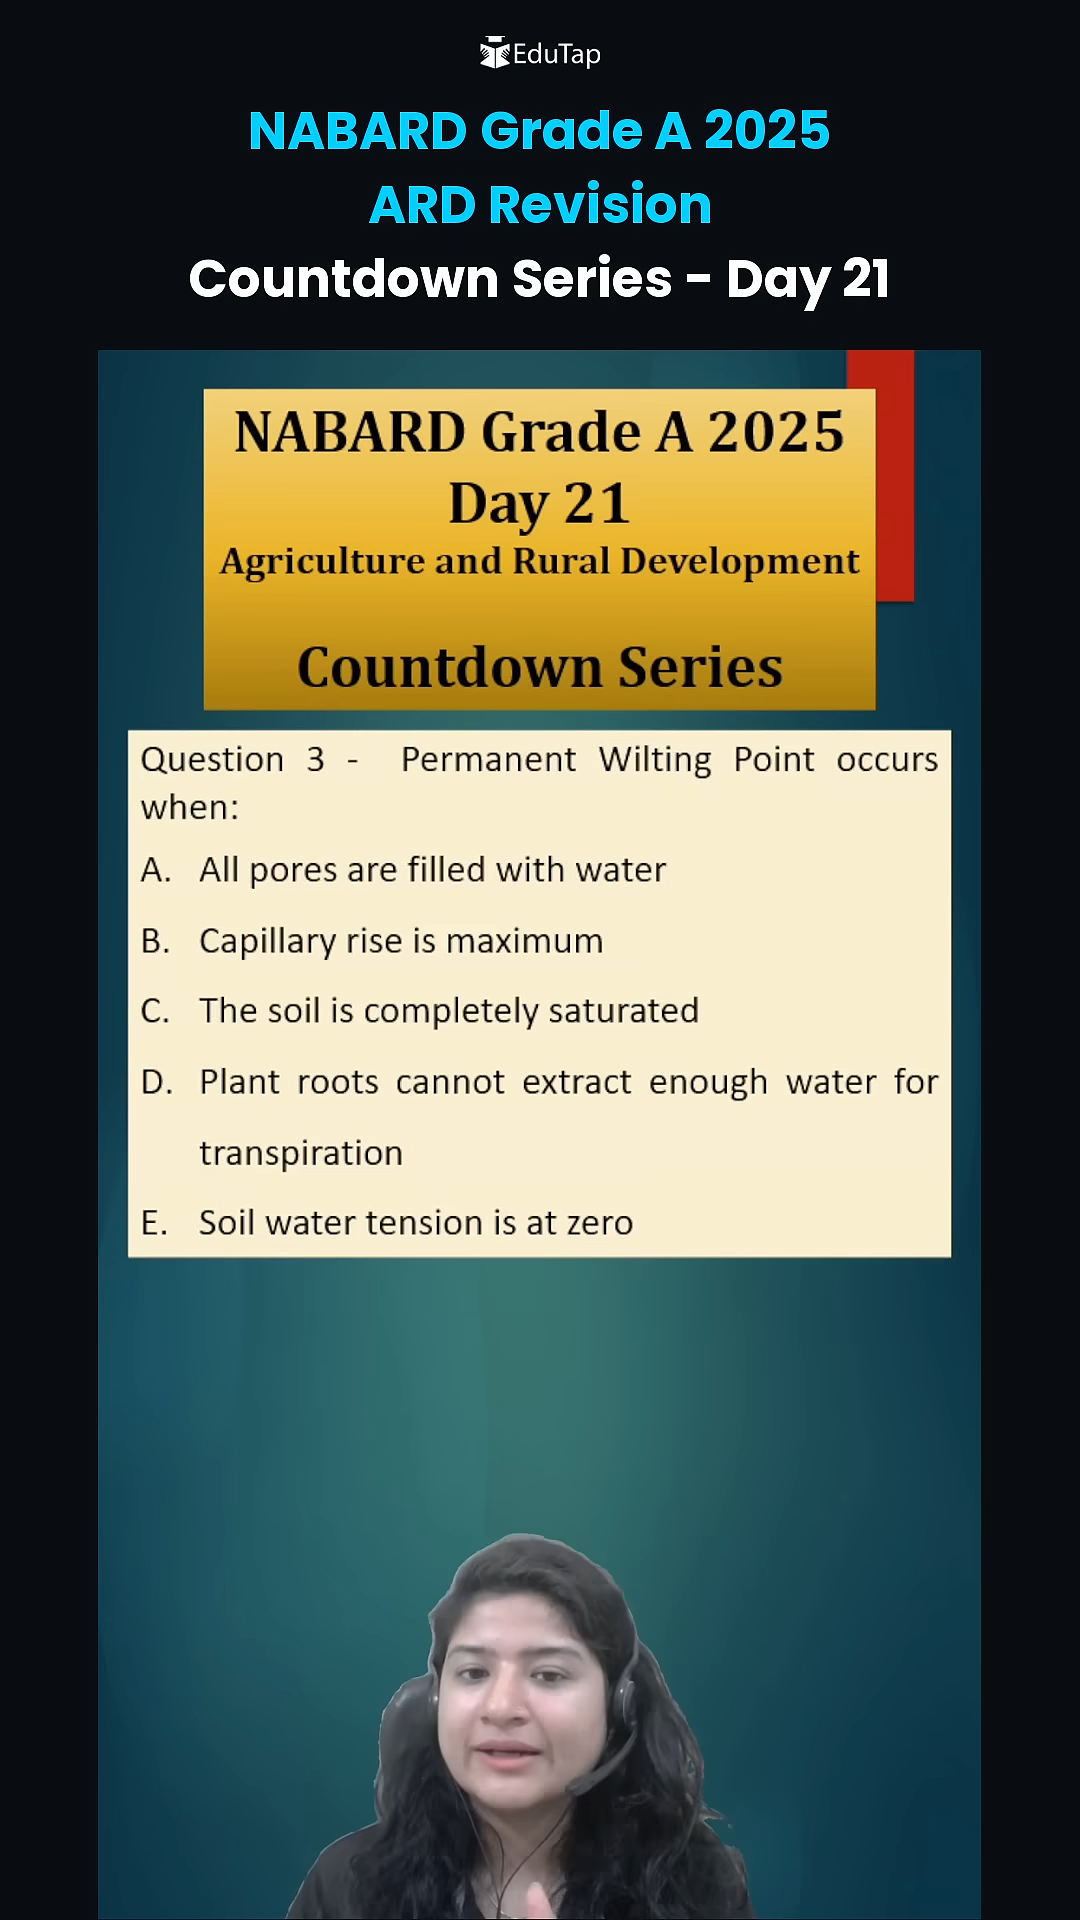 EduTap
NABARD Grade A 2025
ARD Revision
Countdown Series - Day 21
NABARD Grade A 2025
Day 21
Agriculture and Rural Development
Countdown Series
Question 3 - Permanent Wilting Point occurs
when:
A. All pores are filled with water
B. Capillary rise is maximum
C. The soil is completely saturated
D. Plant roots cannot extract enough water for
transpiration
E. Soil water tension is at zero